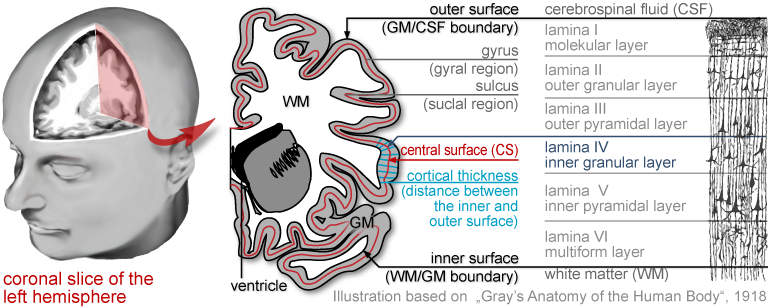 outer surface
(GM/CSF boundary)
gyrus
(gyral region)
sulcus
(suclal region)
WM
central surface (CS)
cortical thickness
(distance between
the inner and
outer surface)
GM
inner surface
(WM/GM boundary)
ventricle
coronal slice of the
left hemisphere
cerebrospinal fluid (CSF)
lamina I
molekular layer
lamina II
outer granular layer
lamina III
outer pyramidal layer
lamina IV
inner granular layer
lamina V
inner pyramidal layer
lamina VI
multiform layer
white matter (WM)
Illustration based on „Gray's Anatomy of the Human Body“, 1918